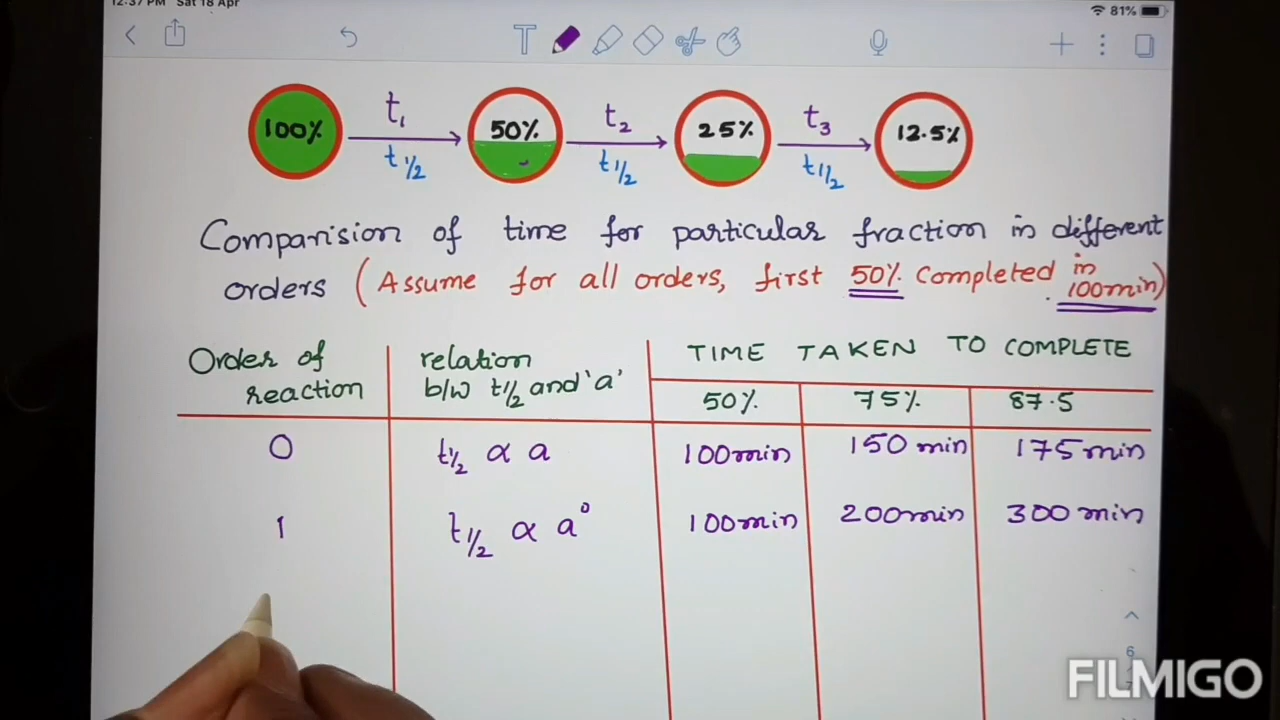 12:37 PM Sat 18 Apr
81%
T
t1 t2 t3
100% 50% 25% 12.5%
t1/2 t1/2 t1/2
Comparision of time for particular fraction in different
orders (Assume for all orders, first 50% Completed in 100min)
Order of reaction
relation b/w t1/2 and 'a'
TIME TAKEN TO COMPLETE
50% 75% 87.5
0 t1/2 ∝ a 100min 150 min 175 min
1 t1/2 ∝ a⁰ 100min 200min 300 min
6
FILMIGO